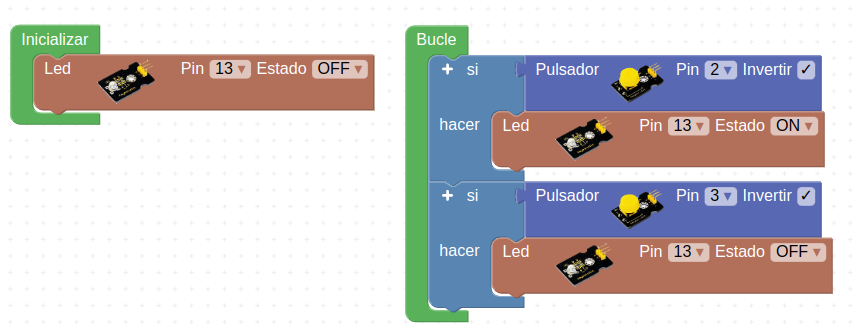 Inicializar
Led Pin 13 Estado OFF
Bucle
si Pulsador Pin 2 Invertir ✓
hacer Led Pin 13 Estado ON
si Pulsador Pin 3 Invertir ✓
hacer Led Pin 13 Estado OFF